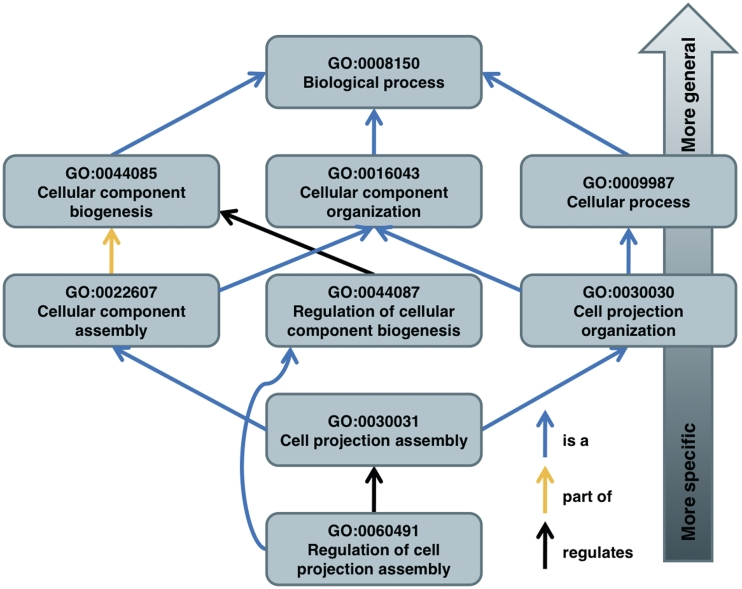 GO:0008150
Biological process
GO:0044085
Cellular component
biogenesis
GO:0016043
Cellular component
organization
GO:0009987
Cellular process
GO:0022607
Cellular component
assembly
GO:0044087
Regulation of cellular
component biogenesis
GO:0030030
Cell projection
organization
GO:0030031
Cell projection assembly
GO:0060491
Regulation of cell
projection assembly
is a
part of
regulates
More general
More specific